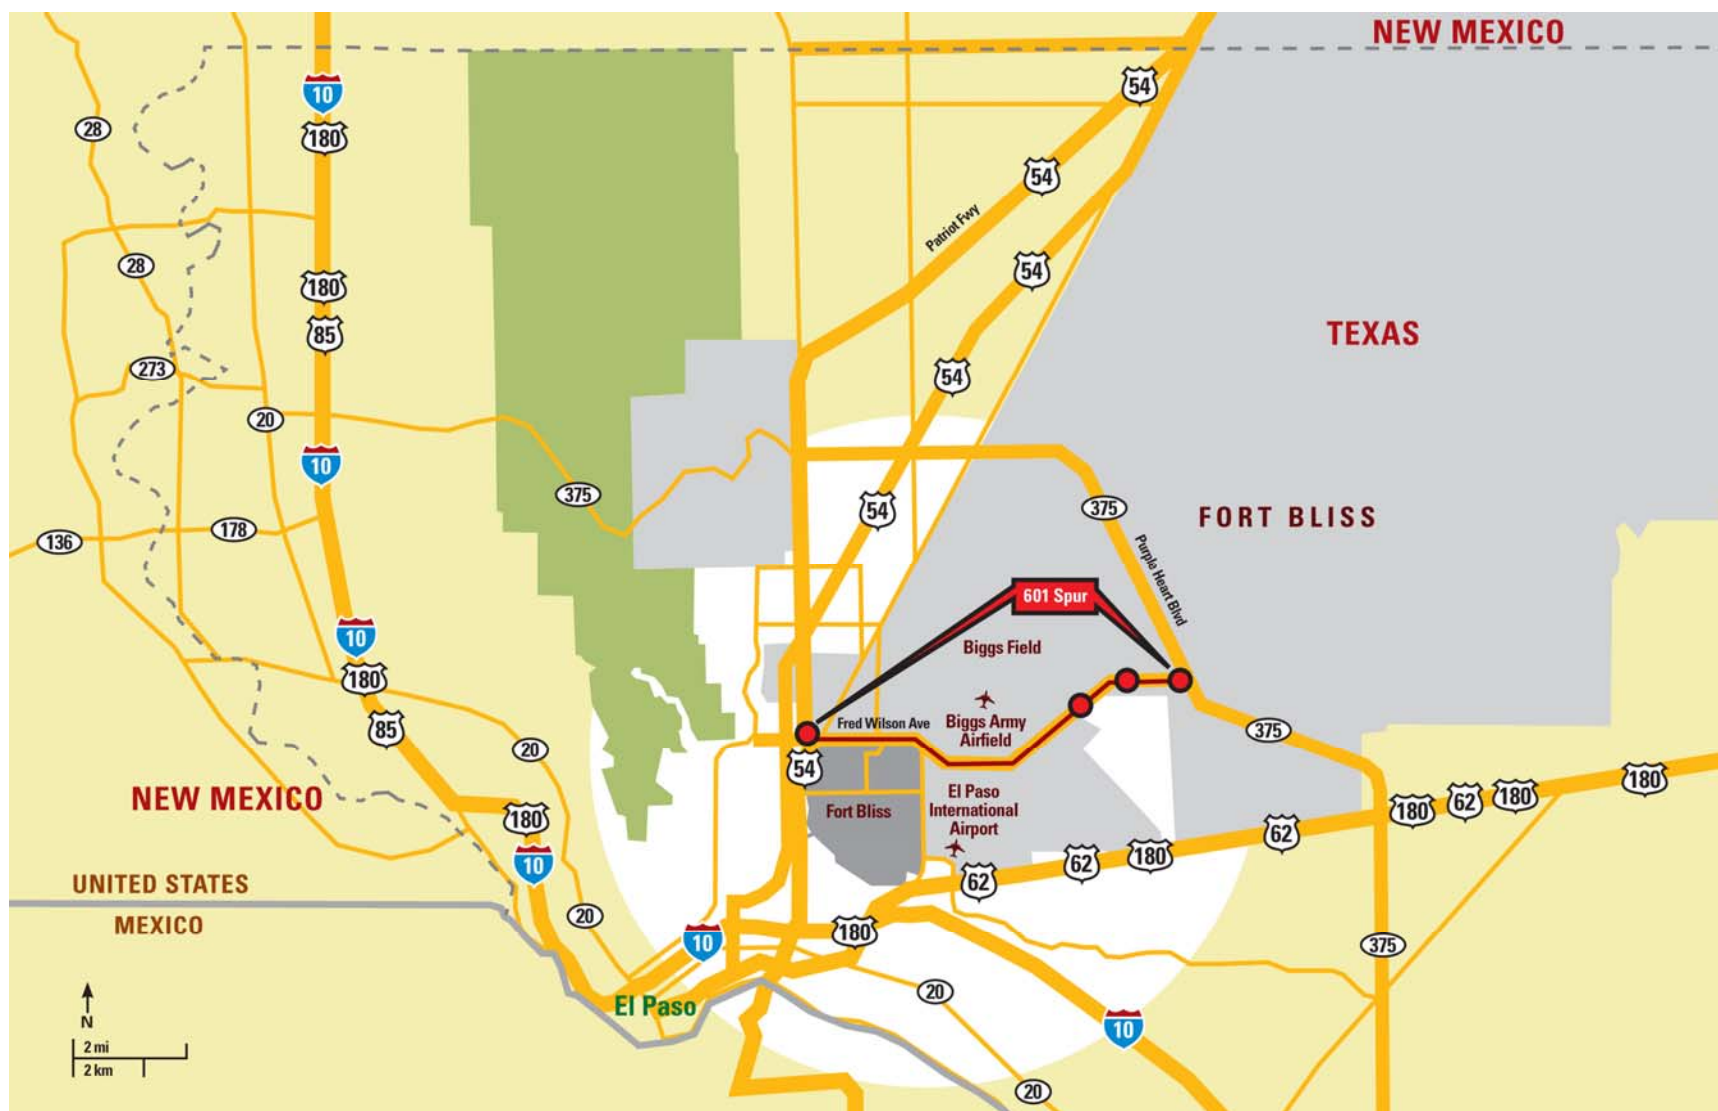 NEW MEXICO
10
54
28
180
54
Patriot Fwy
28
54
180
85
TEXAS
273
54
20
10
375
375
54
FORT BLISS
178
136
Purple Heart Blvd
601 Spur
10
Biggs Field
180
Fred Wilson Ave
Biggs Army
Airfield
85
375
20
54
180
NEW MEXICO
El Paso
International
Airport
Fort Bliss
180
62
180
180
62
10
62
180
62
UNITED STATES
MEXICO
20
180
10
375
20
El Paso
N
10
2 mi
2 km
20